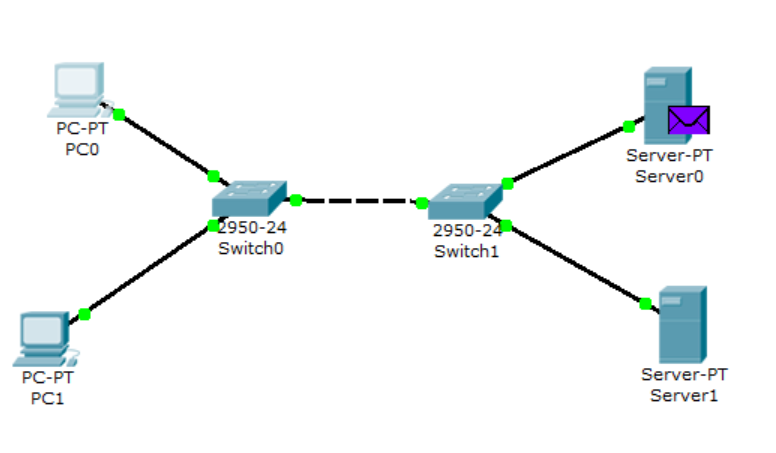 PC-PT
PC0
2950-24
Switch0
2950-24
Switch1
Server-PT
Server0
PC-PT
PC1
Server-PT
Server1